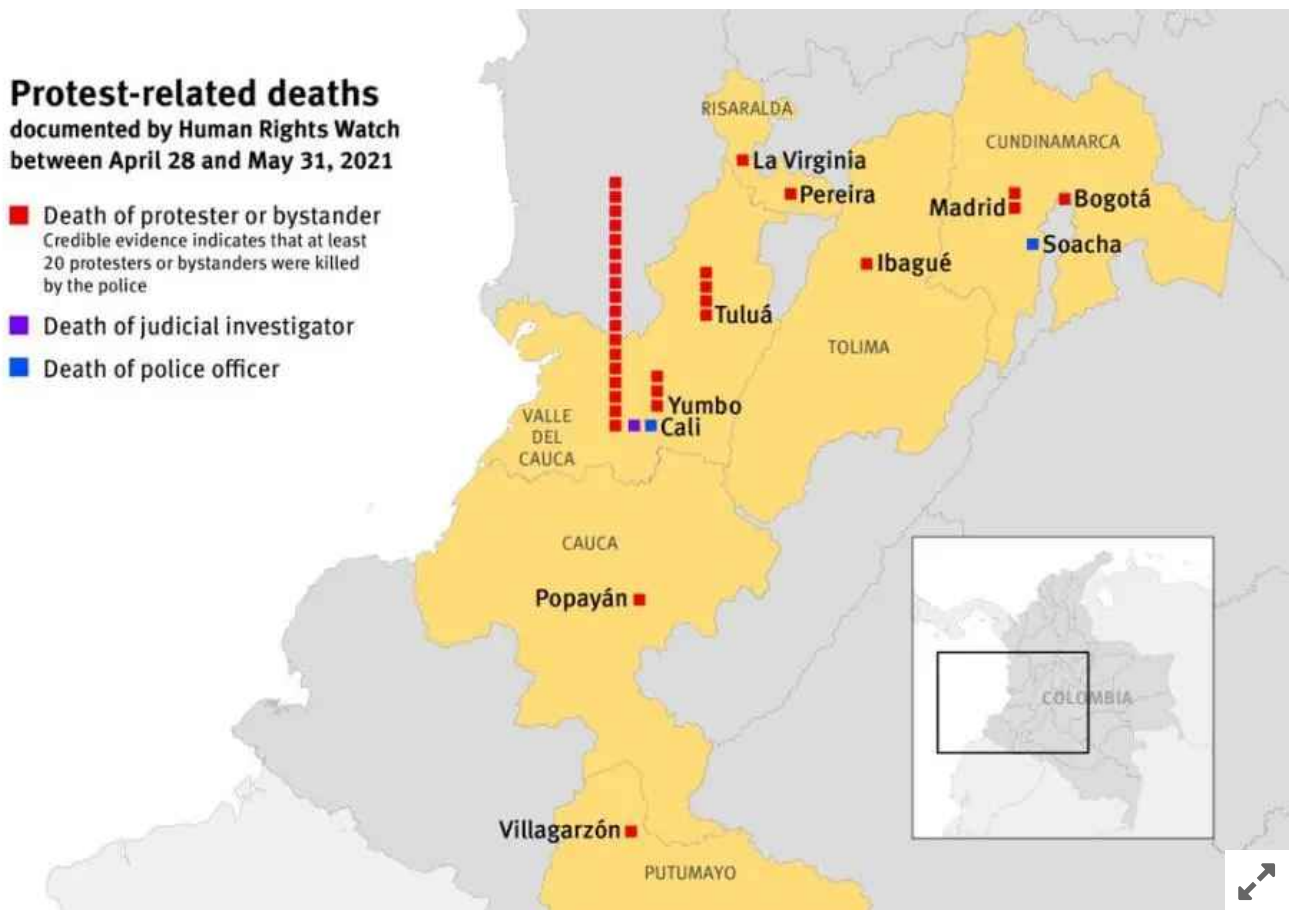 Protest-related deaths
documented by Human Rights Watch
between April 28 and May 31, 2021
Death of protester or bystander
Credible evidence indicates that at least
20 protesters or bystanders were killed
by the police
Death of judicial investigator
Death of police officer
RISARALDA
La Virginia
Pereira
CUNDINAMARCA
Madrid
Bogotá
Soacha
Ibagué
Tuluá
TOLIMA
Yumbo
Cali
VALLE
DEL
CAUCA
CAUCA
Popayán
COLOMBIA
Villagarzón
PUTUMAYO